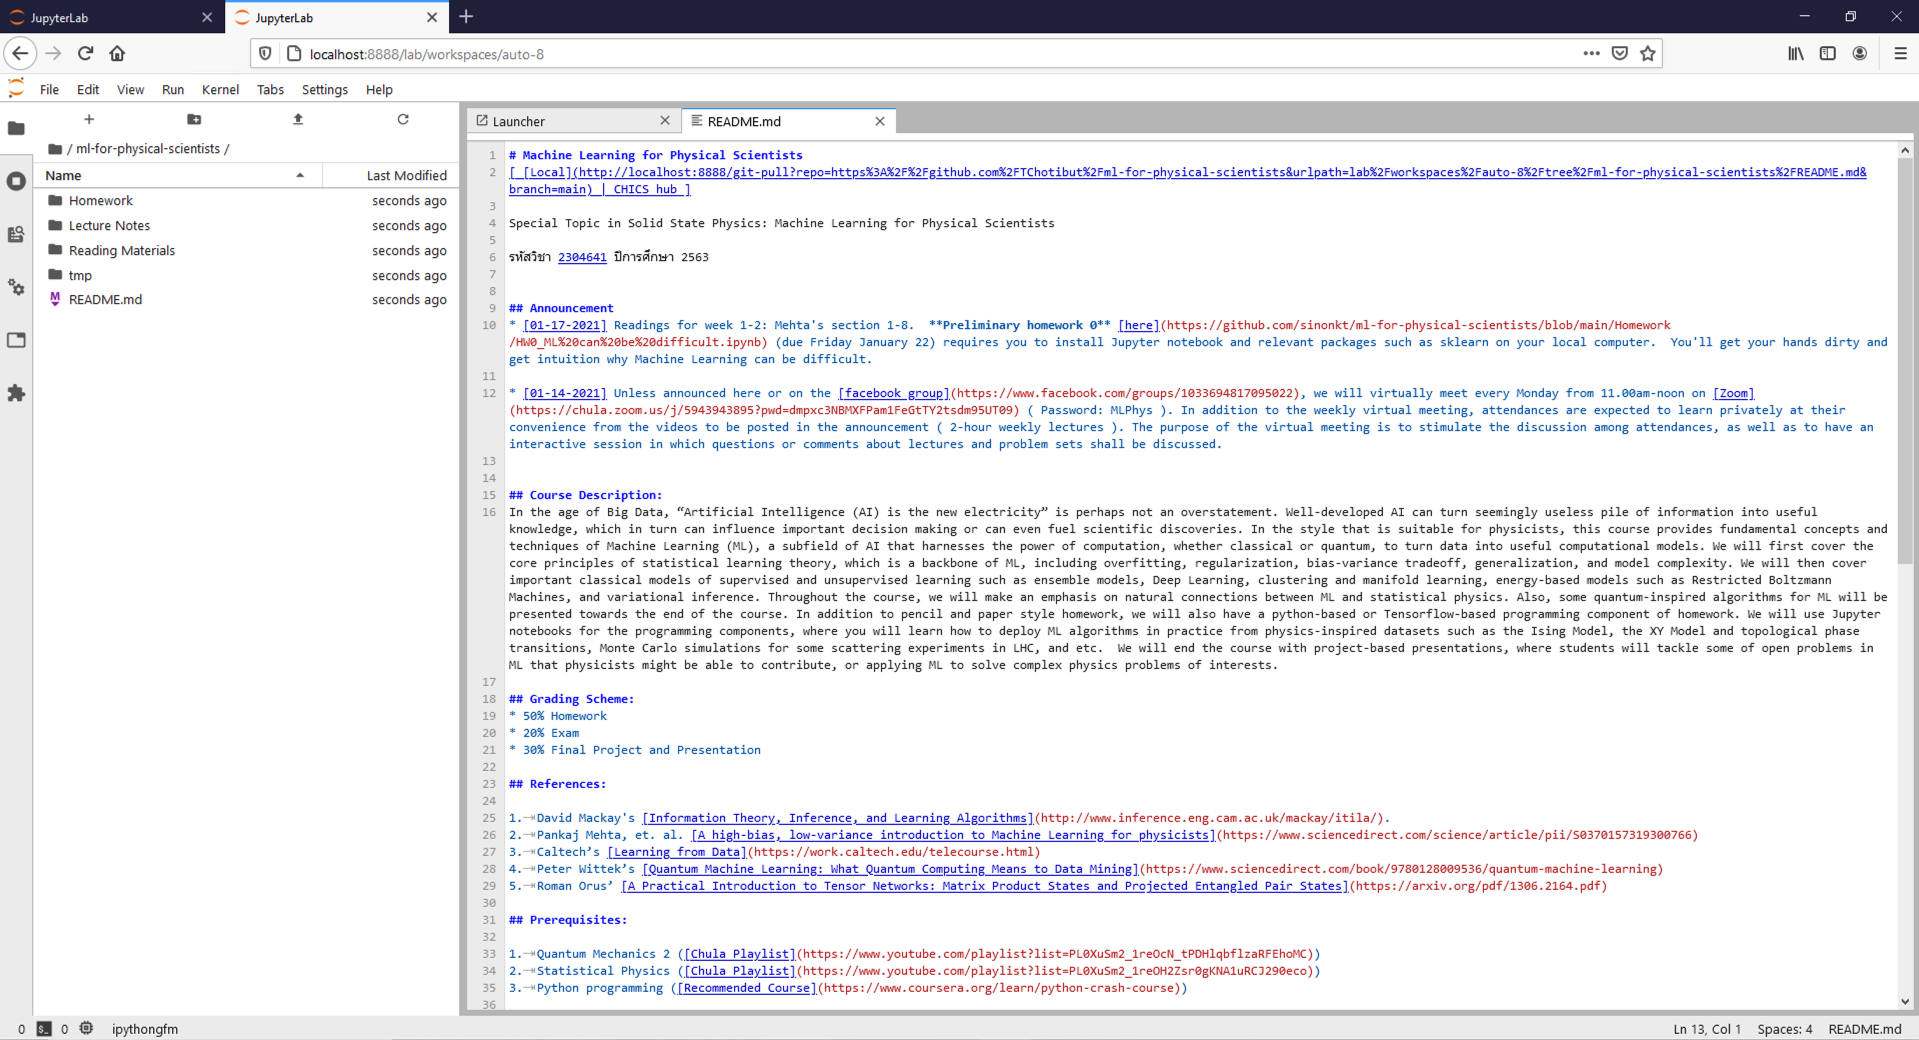 JupyterLab
JupyterLab
localhost:8888/lab/workspaces/auto-8
File Edit View Run Kernel Tabs Settings Help
/ ml-for-physical-scientists /
Name Last Modified
Homework seconds ago
Lecture Notes seconds ago
Reading Materials seconds ago
tmp seconds ago
README.md seconds ago
Launcher
README.md
1 # Machine Learning for Physical Scientists
2 [ [Local](http://localhost:8888/git-pull?repo=https%3A%2F%2Fgithub.com%2FTChotibut%2Fml-for-physical-scientists&urlpath=lab%2Fworkspaces%2Fauto-8%2Ftree%2Fml-for-physical-scientists%2FREADME.md&
branch=main) | CHICS hub ]
3
4 Special Topic in Solid State Physics: Machine Learning for Physical Scientists
5
6 รหัสวิชา 2304641 ปีการศึกษา 2563
7
8
9 ## Announcement
10 * [01-17-2021] Readings for week 1-2: Mehta's section 1-8.  **Preliminary homework 0** [here](https://github.com/sinonkt/ml-for-physical-scientists/blob/main/Homework
/HW0_ML%20can%20be%20difficult.ipynb) (due Friday January 22) requires you to install Jupyter notebook and relevant packages such as sklearn on your local computer.  You'll get your hands dirty and
get intuition why Machine Learning can be difficult.
11
12 * [01-14-2021] Unless announced here or on the [facebook group](https://www.facebook.com/groups/1033694817095022), we will virtually meet every Monday from 11.00am-noon on [Zoom]
(https://chula.zoom.us/j/5943943895?pwd=dmpxc3NBMXFPam1FeGtTY2tsdm95UT09) ( Password: MLPhys ). In addition to the weekly virtual meeting, attendances are expected to learn privately at their
convenience from the videos to be posted in the announcement ( 2-hour weekly lectures ). The purpose of the virtual meeting is to stimulate the discussion among attendances, as well as to have an
interactive session in which questions or comments about lectures and problem sets shall be discussed.
13
14
15 ## Course Description:
16 In the age of Big Data, “Artificial Intelligence (AI) is the new electricity” is perhaps not an overstatement. Well-developed AI can turn seemingly useless pile of information into useful
knowledge, which in turn can influence important decision making or can even fuel scientific discoveries. In the style that is suitable for physicists, this course provides fundamental concepts and
techniques of Machine Learning (ML), a subfield of AI that harnesses the power of computation, whether classical or quantum, to turn data into useful computational models. We will first cover the
core principles of statistical learning theory, which is a backbone of ML, including overfitting, regularization, bias-variance tradeoff, generalization, and model complexity. We will then cover
important classical models of supervised and unsupervised learning such as ensemble models, Deep Learning, clustering and manifold learning, energy-based models such as Restricted Boltzmann
Machines, and variational inference. Throughout the course, we will make an emphasis on natural connections between ML and statistical physics. Also, some quantum-inspired algorithms for ML will be
presented towards the end of the course. In addition to pencil and paper style homework, we will also have a python-based or Tensorflow-based programming component of homework. We will use Jupyter
notebooks for the programming components, where you will learn how to deploy ML algorithms in practice from physics-inspired datasets such as the Ising Model, the XY Model and topological phase
transitions, Monte Carlo simulations for some scattering experiments in LHC, and etc.  We will end the course with project-based presentations, where students will tackle some of open problems in
ML that physicists might be able to contribute, or applying ML to solve complex physics problems of interests.
17
18 ## Grading Scheme:
19 * 50% Homework
20 * 20% Exam
21 * 30% Final Project and Presentation
22
23 ## References:
24
25 1. David Mackay's [Information Theory, Inference, and Learning Algorithms](http://www.inference.eng.cam.ac.uk/mackay/itila/).
26 2. Pankaj Mehta, et. al. [A high-bias, low-variance introduction to Machine Learning for physicists](https://www.sciencedirect.com/science/article/pii/S0370157319300766)
27 3. Caltech’s [Learning from Data](https://work.caltech.edu/telecourse.html)
28 4. Peter Wittek’s [Quantum Machine Learning: What Quantum Computing Means to Data Mining](https://www.sciencedirect.com/book/9780128009536/quantum-machine-learning)
29 5. Roman Orus’ [A Practical Introduction to Tensor Networks: Matrix Product States and Projected Entangled Pair States](https://arxiv.org/pdf/1306.2164.pdf)
30
31 ## Prerequisites:
32
33 1. Quantum Mechanics 2 ([Chula Playlist](https://www.youtube.com/playlist?list=PL0XuSm2_1reOcN_tPDHlqbflzaRFEhoMC))
34 2. Statistical Physics ([Chula Playlist](https://www.youtube.com/playlist?list=PL0XuSm2_1reOH2Zsr0gKNA1uRCJ290eco))
35 3. Python programming ([Recommended Course](https://www.coursera.org/learn/python-crash-course))
36
0 0 ipythongfm Ln 13, Col 1 Spaces: 4 README.md